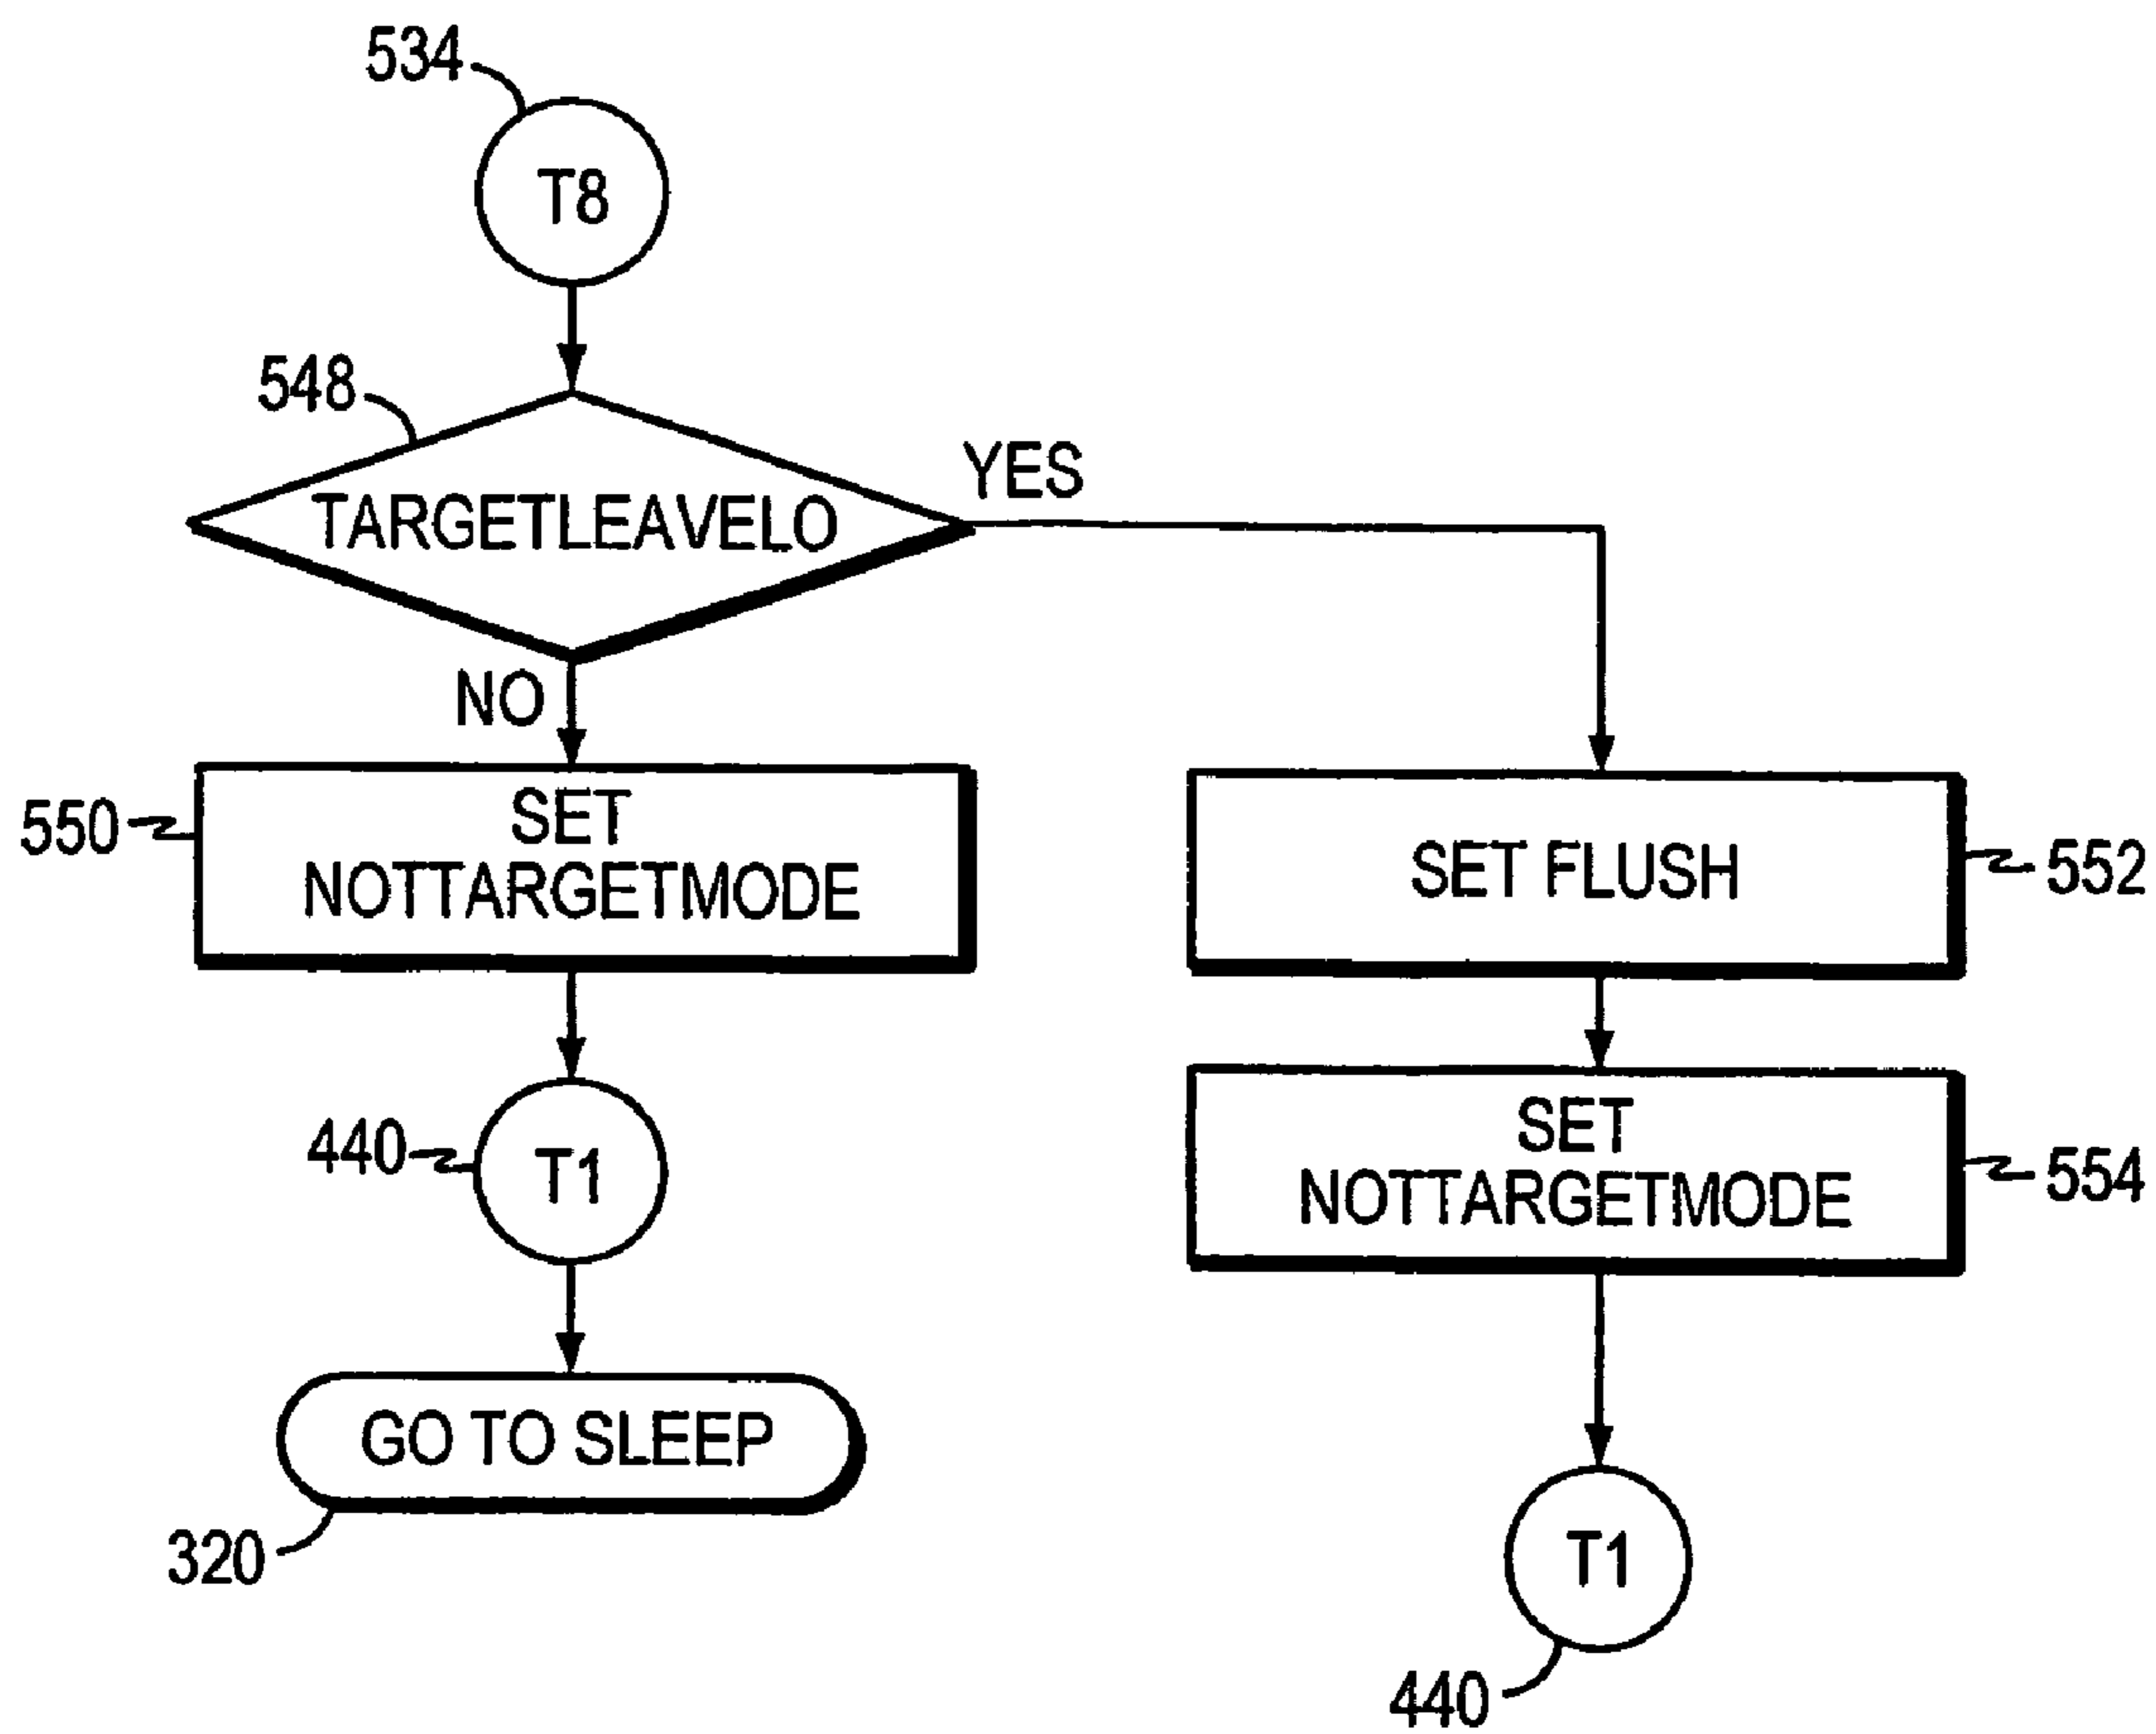 534
T8
548
TARGETLEAVELO
YES
NO
550
SET
NOTTARGETMODE
SET FLUSH
552
440
T1
SET
NOTTARGETMODE
554
GO TO SLEEP
320
T1
440